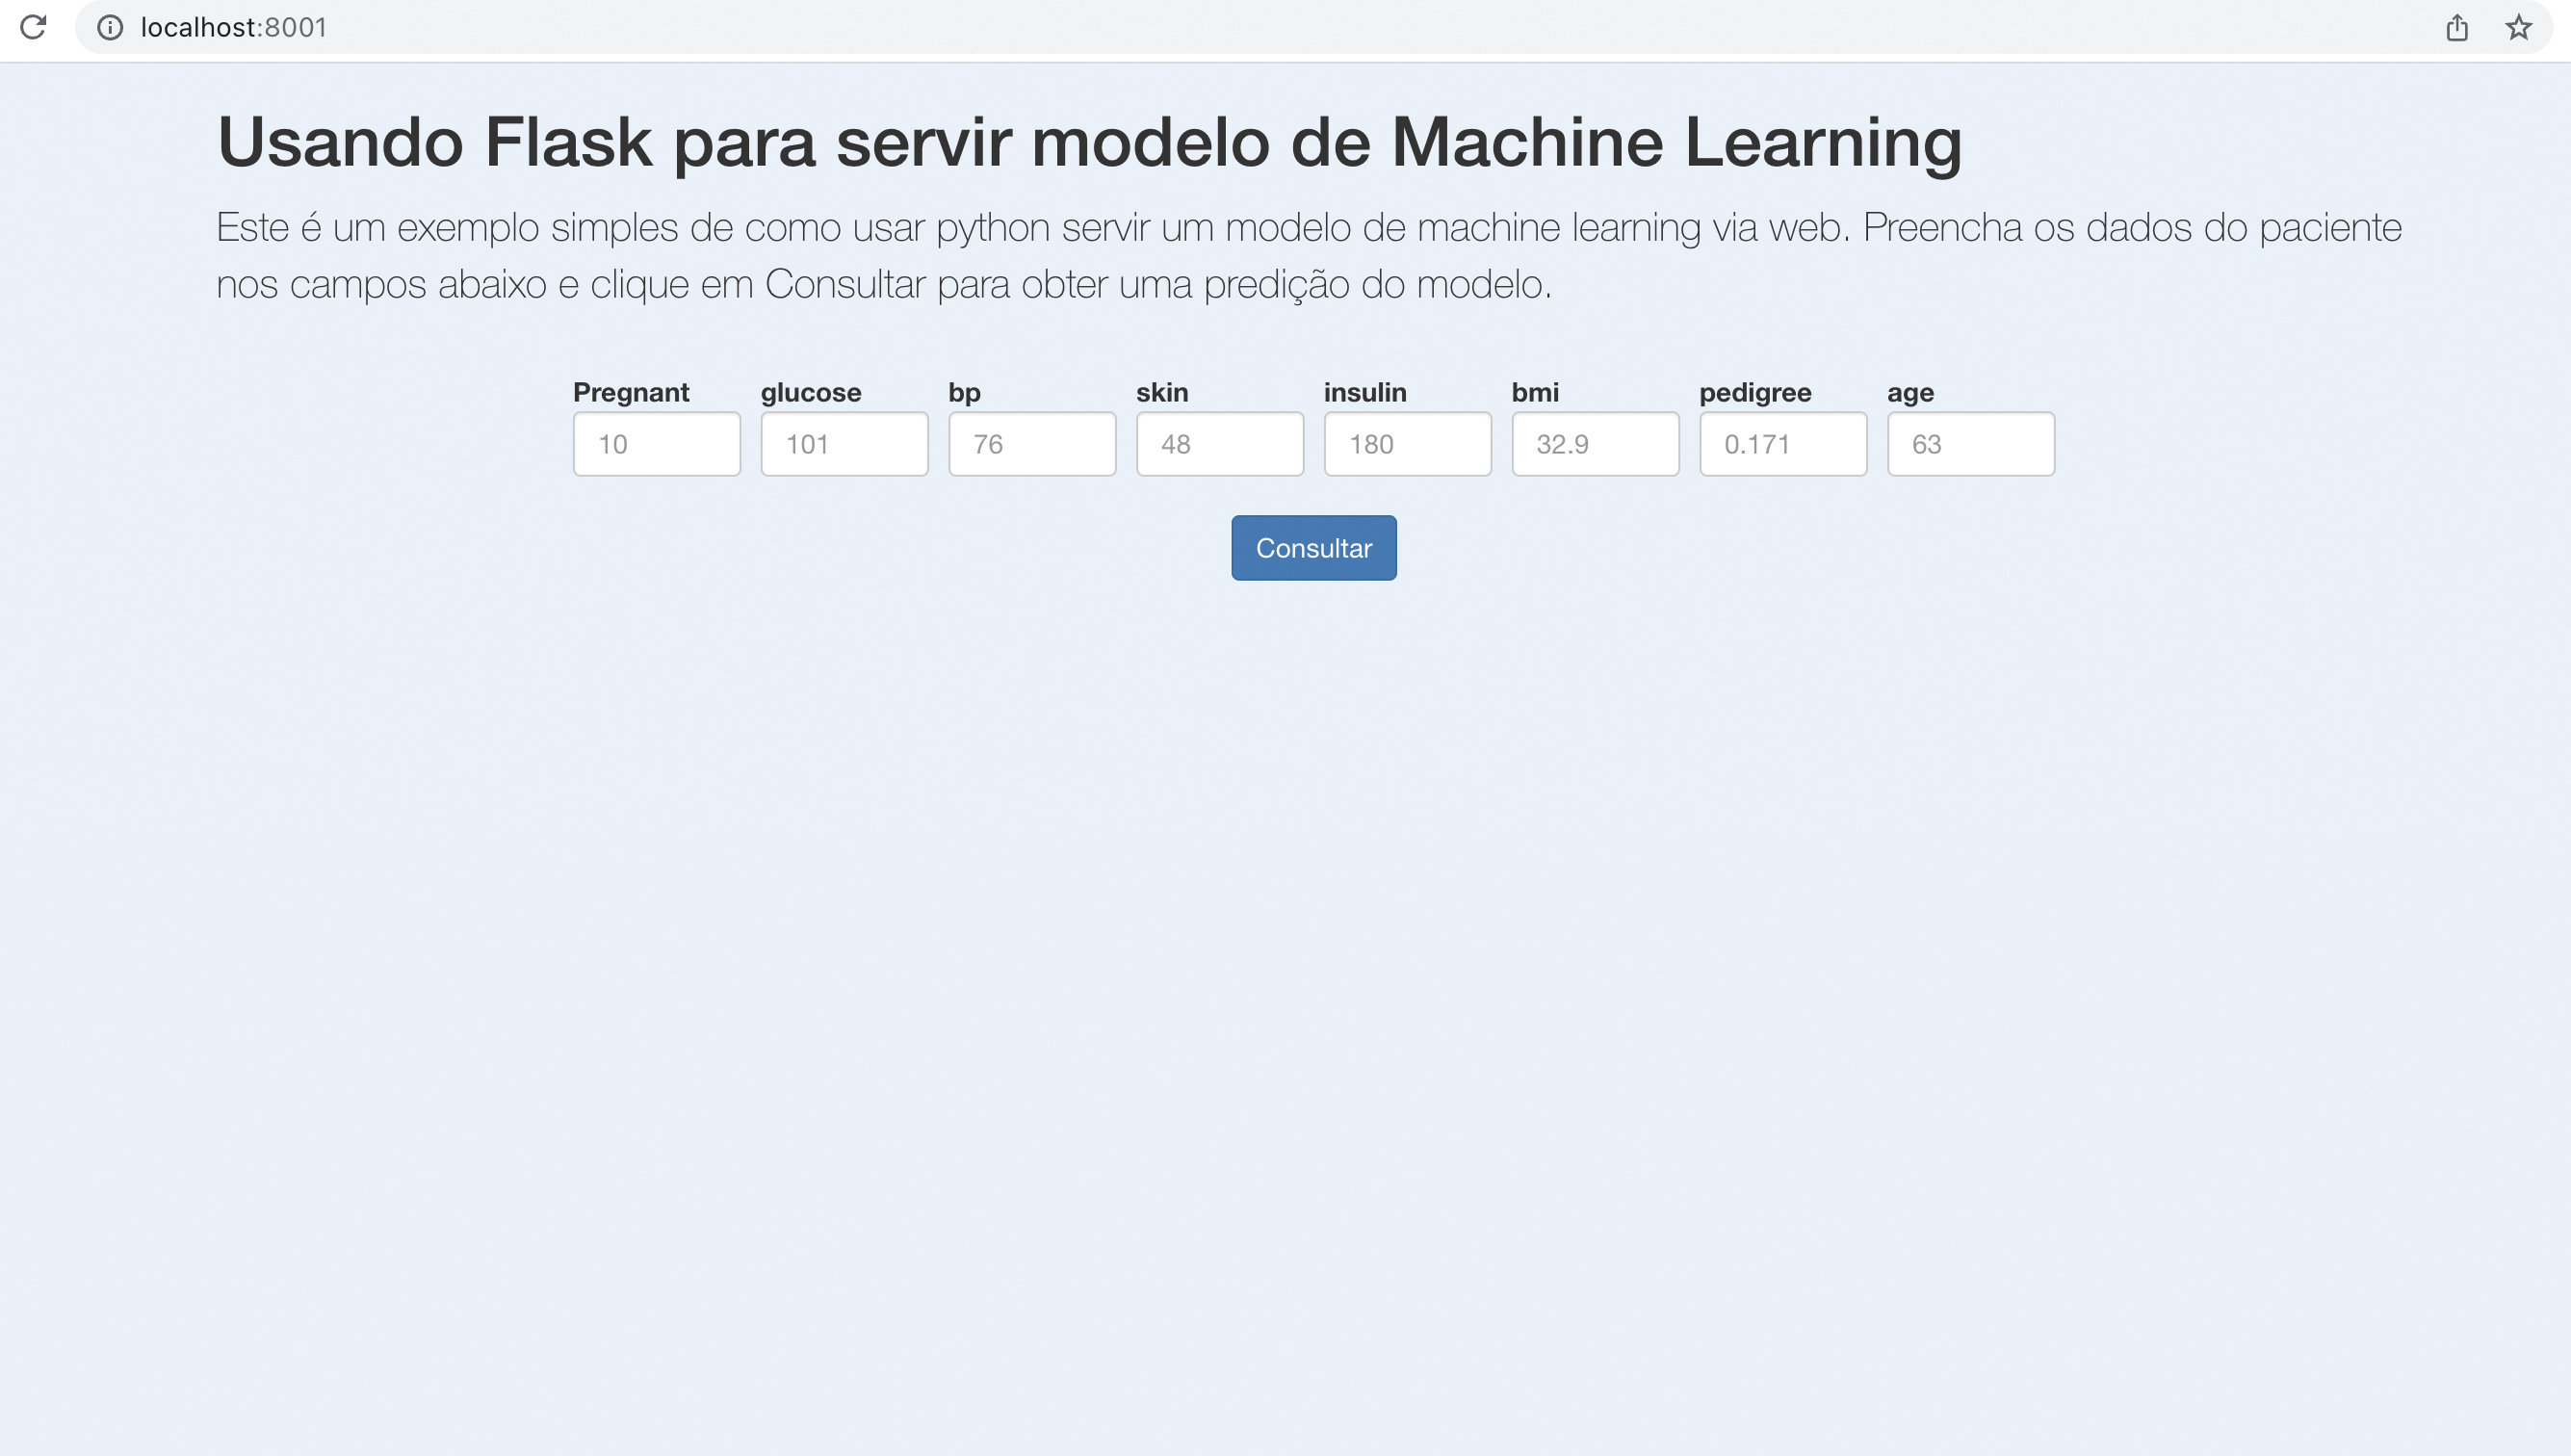 localhost:8001
Usando Flask para servir modelo de Machine Learning
Este é um exemplo simples de como usar python servir um modelo de machine learning via web. Preencha os dados do paciente
nos campos abaixo e clique em Consultar para obter uma predição do modelo.
Pregnant glucose bp skin insulin bmi pedigree age
10 101 76 48 180 32.9 0.171 63
Consultar